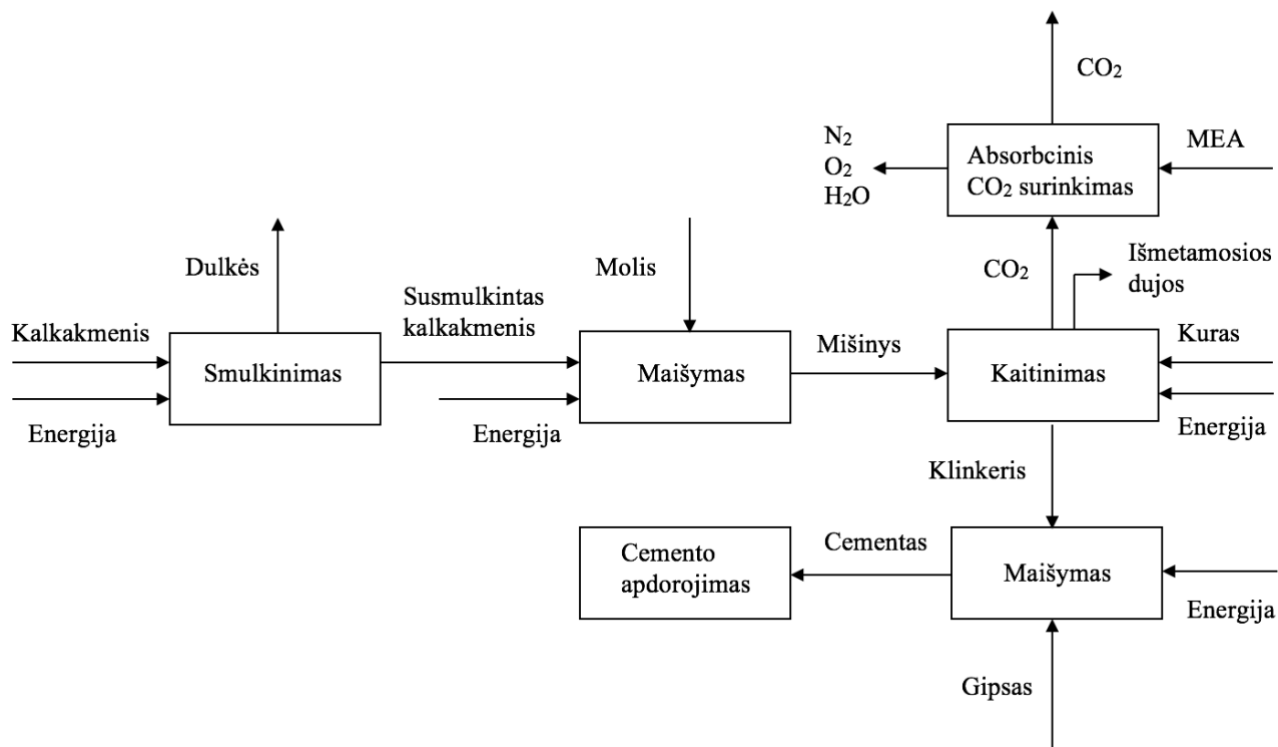 CO₂
N₂
O₂
H₂O
Absorbcinis
CO₂ surinkimas
MEA
Dulkės
Molis
CO₂
Išmetamosios
dujos
Susmulkintas
kalkakmenis
Kalkakmenis
Smulkinimas
Maišymas
Mišinys
Kaitinimas
Kuras
Energija
Energija
Energija
Klinkeris
Cemento
apdorojimas
Cementas
Maišymas
Energija
Gipsas